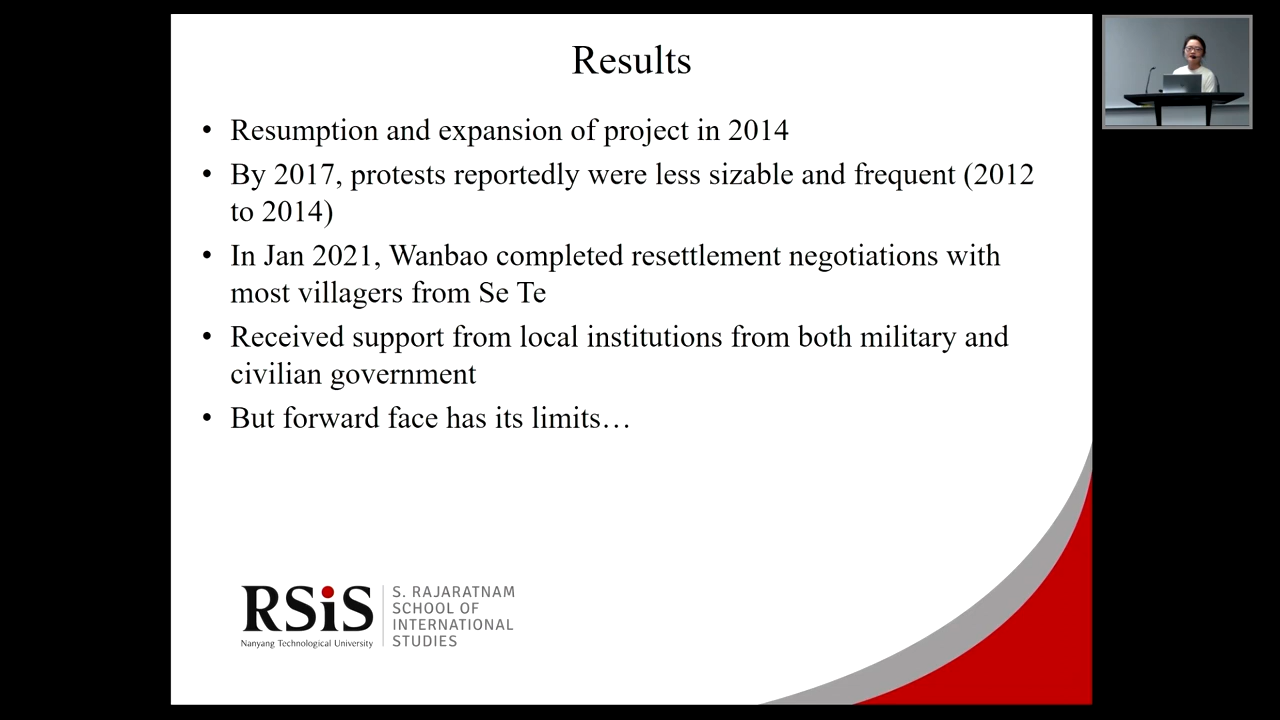 Results
• Resumption and expansion of project in 2014
• By 2017, protests reportedly were less sizable and frequent (2012
to 2014)
• In Jan 2021, Wanbao completed resettlement negotiations with
most villagers from Se Te
• Received support from local institutions from both military and
civilian government
• But forward face has its limits…
RSiS
Nanyang Technological University
S. RAJARATNAM
SCHOOL OF
INTERNATIONAL
STUDIES